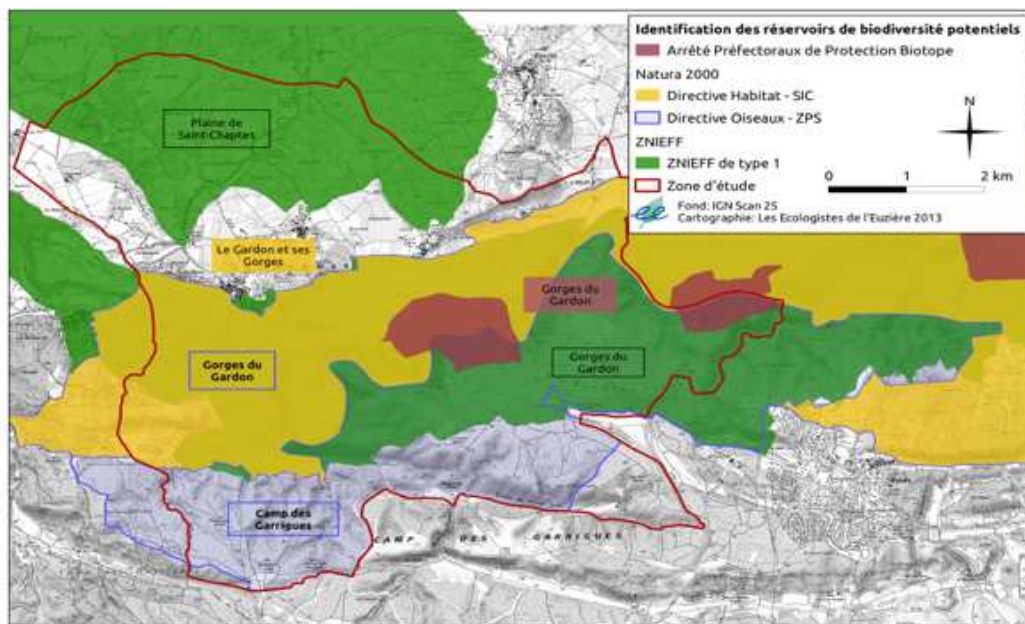 Identification des réservoirs de biodiversité potentiels
Arrêté Préfectoraux de Protection Biotope
Natura 2000
Directive Habitat - SIC
Directive Oiseaux - ZPS
ZNIEFF
ZNIEFF de type 1
Zone d'étude
Fond: IGN Scan 25
Cartographie: Les Ecologistes de l'Euzière 2013
N
0 1 2 km
Plaine de
Saint-Chaptes
Le Gardon et ses
Gorges
Gorges du
Gardon
Gorges du
Gardon
Gorges du
Gardon
Camp des
Garrigues
CAMP DES GARRIGUES